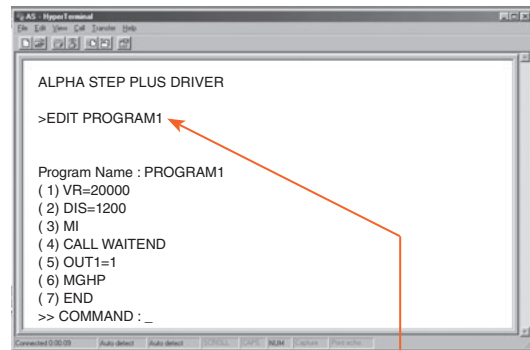 AS - HyperTerminal
File Edit View Call Transfer Help
ALPHA STEP PLUS DRIVER
>EDIT PROGRAM1
Program Name : PROGRAM1
( 1) VR=20000
( 2) DIS=1200
( 3) MI
( 4) CALL WAITEND
( 5) OUT1=1
( 6) MGHP
( 7) END
>> COMMAND : _
Connected 0:00:09 Auto detect Auto detect SCROLL CAPS NUM Capture Print echo